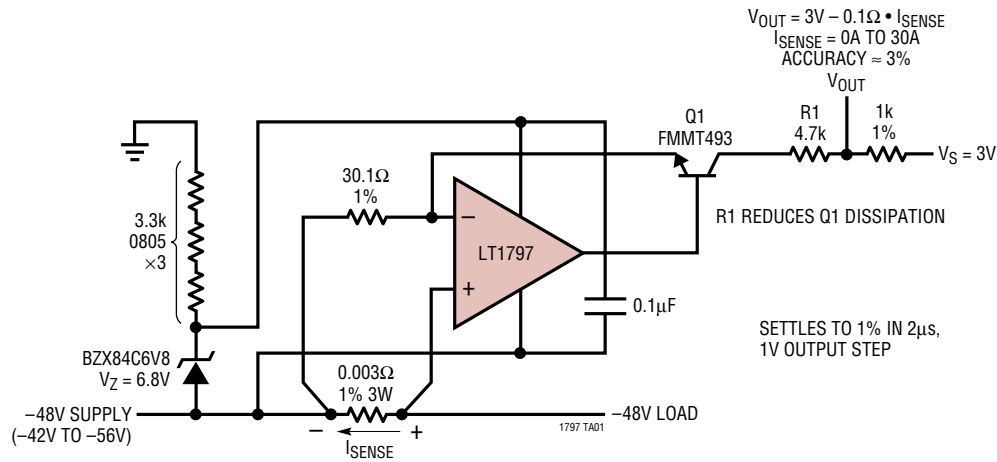 V_OUT = 3V – 0.1Ω • I_SENSE
I_SENSE = 0A TO 30A
ACCURACY ≈ 3%
V_OUT
Q1
FMMT493
R1
4.7k
1k
1%
V_S = 3V
30.1Ω
1%
R1 REDUCES Q1 DISSIPATION
3.3k
0805
×3
–
LT1797
+
0.1µF
SETTLES TO 1% IN 2µs,
1V OUTPUT STEP
BZX84C6V8
V_Z = 6.8V
0.003Ω
1% 3W
–48V SUPPLY
(–42V TO –56V)
–48V LOAD
1797 TA01
– +
I_SENSE